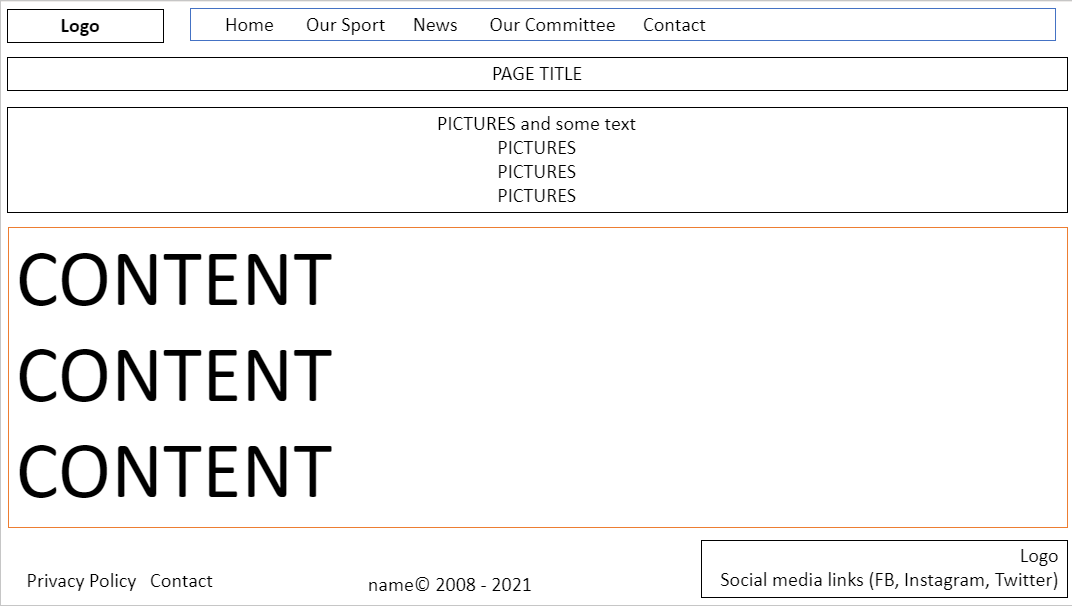 Logo
Home Our Sport News Our Committee Contact
PAGE TITLE
PICTURES and some text
PICTURES
PICTURES
PICTURES
CONTENT
CONTENT
CONTENT
Privacy Policy Contact
name© 2008 - 2021
Logo
Social media links (FB, Instagram, Twitter)